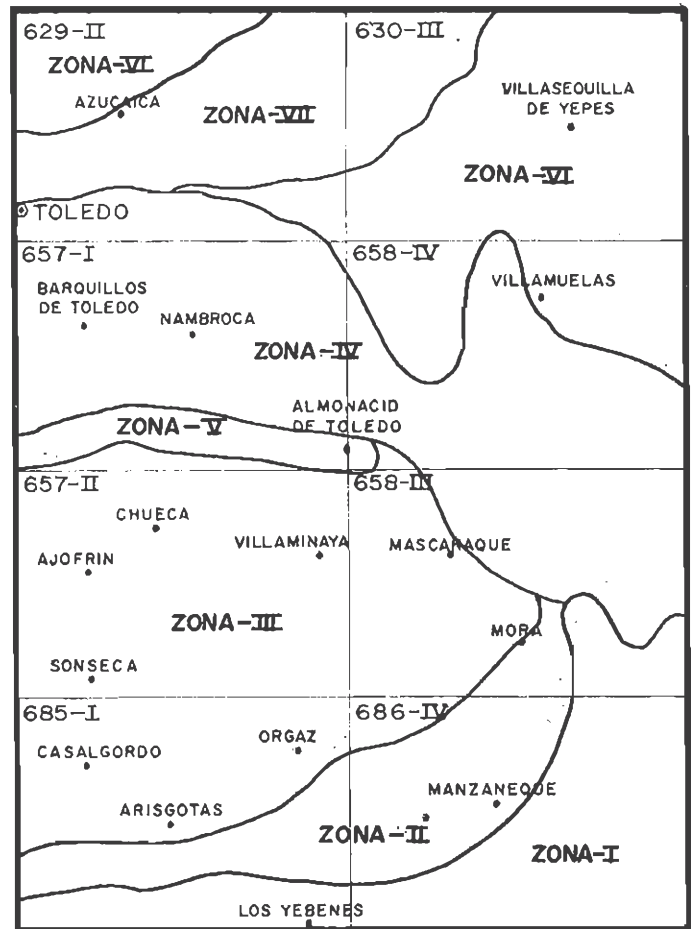 629-II
630-III
ZONA-VI
AZUCAICA
ZONA-VII
VILLASEQUILLA
DE YEPES
ZONA-VI
TOLEDO
657-I
658-IV
BARQUILLOS
DE TOLEDO
NAMBROCA
VILLAMUELAS
ZONA-IV
ALMONACID
DE TOLEDO
ZONA-V
657-II
658-III
CHUECA
VILLAMINAYA
MASCARAQUE
AJOFRIN
ZONA-III
MORA
SONSECA
685-I
686-IV
ORGAZ
CASALGORDO
MANZANEQUE
ARISGOTAS
ZONA-II
ZONA-I
LOS YEBENES